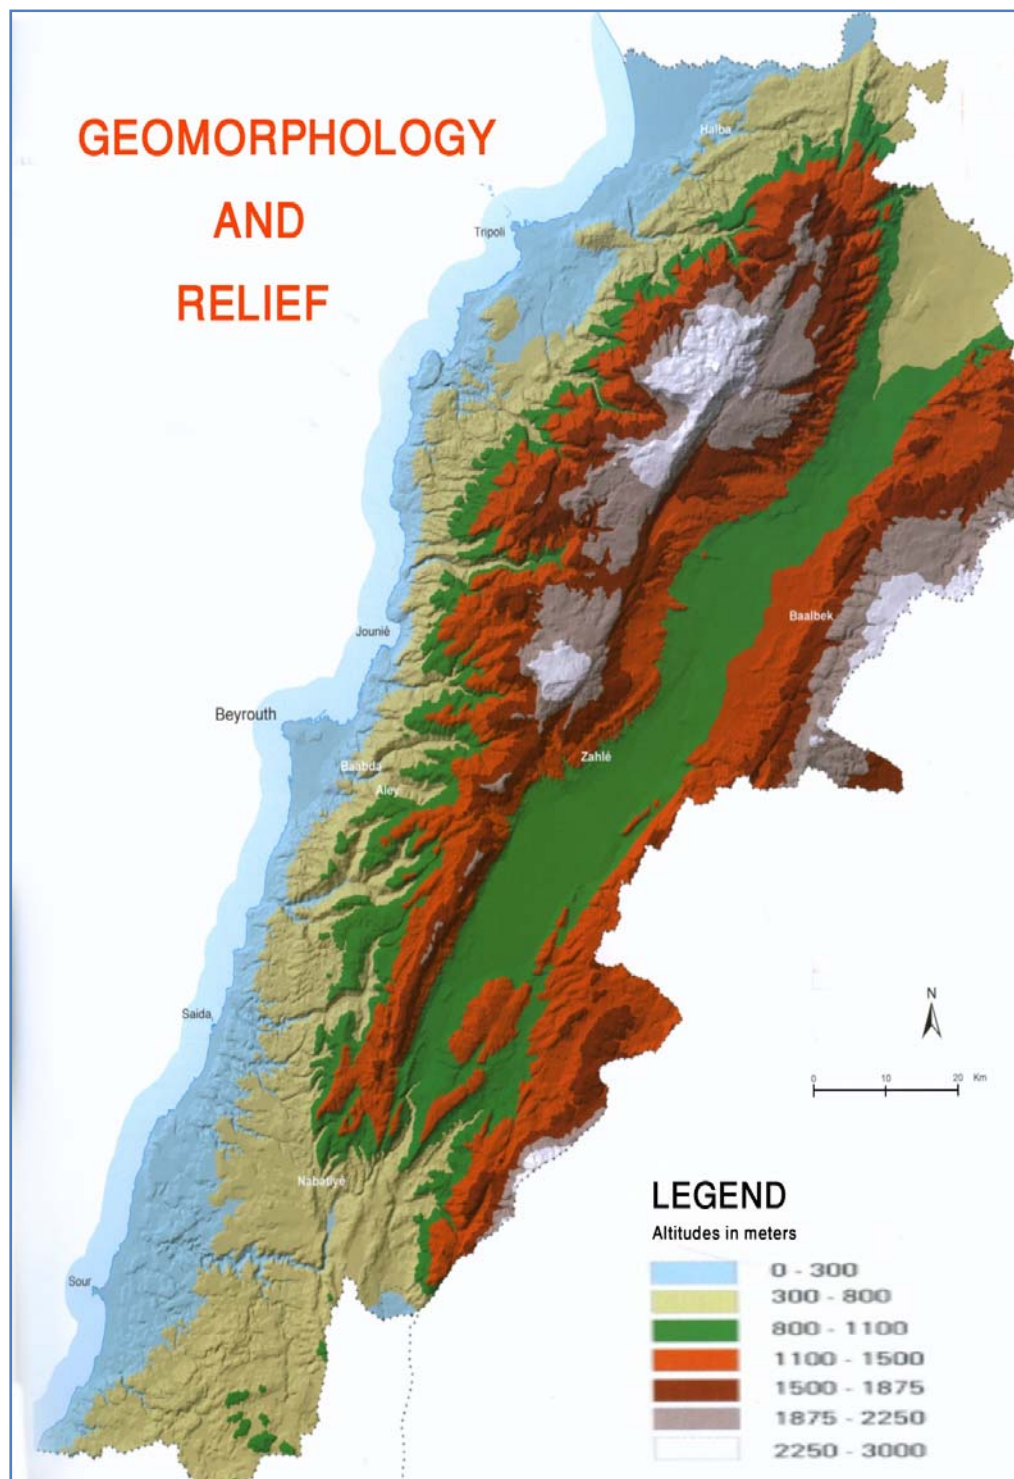 GEOMORPHOLOGY
AND
RELIEF
Halba
Tripoli
Baalbek
Jounié
Beyrouth
Zahlé
Baabda
Aley
Saida
N
0 10 20 Km
Nabatiyé
Sour
LEGEND
Altitudes in meters
0 - 300
300 - 800
800 - 1100
1100 - 1500
1500 - 1875
1875 - 2250
2250 - 3000